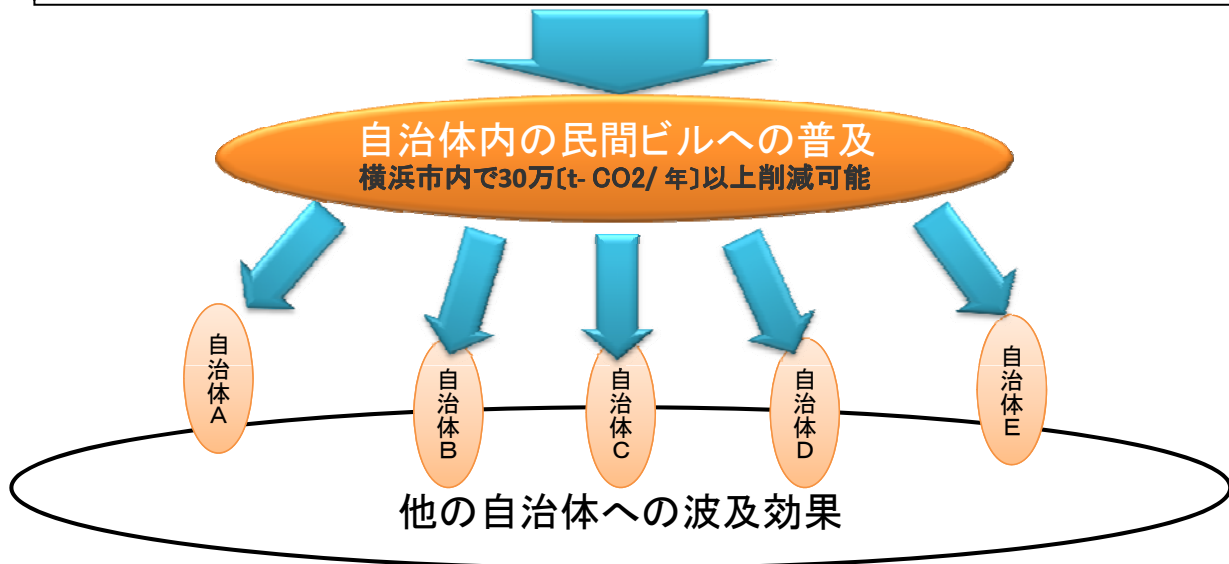 自治体内の民間ビルへの普及
横浜市内で30万〔t- CO2/ 年〕以上削減可能
自治体A
自治体B
自治体C
自治体D
自治体E
他の自治体への波及効果